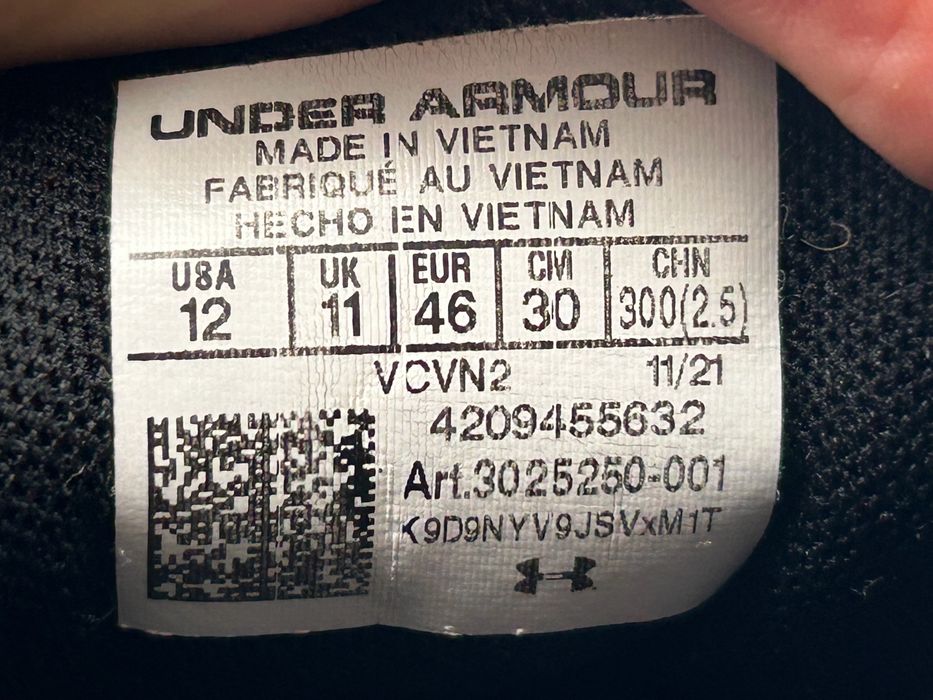 UNDER ARMOUR
MADE IN VIETNAM
FABRIQUÉ AU VIETNAM
HECHO EN VIETNAM
USA UK EUR CM CHN
12 11 46 30 300(2.5)
VCVN2 11/21
4209455632
Art.3025250-001
K9D9NYV9JSVxM1T